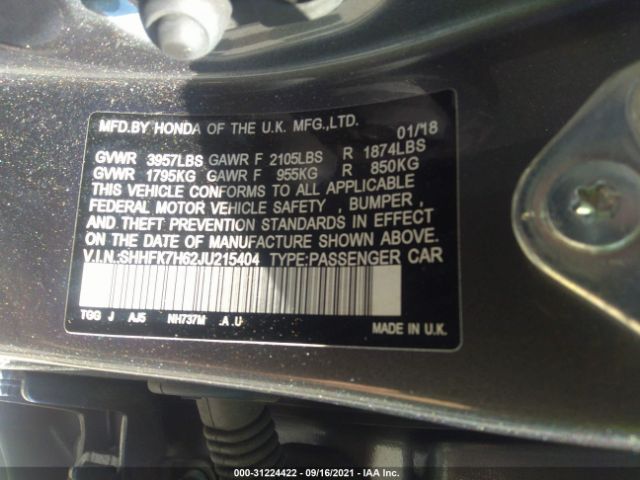 MFD.BY HONDA OF THE U.K. MFG.,LTD. 01/18
GVWR 3957LBS GAWR F 2105LBS R 1874LBS
GVWR 1795KG GAWR F 955KG R 850KG
THIS VEHICLE CONFORMS TO ALL APPLICABLE
FEDERAL MOTOR VEHICLE SAFETY , BUMPER ,
AND THEFT PREVENTION STANDARDS IN EFFECT
ON THE DATE OF MANUFACTURE SHOWN ABOVE.
V.I.N.:SHHFK7H62JU215404 TYPE:PASSENGER CAR
TGG J AJ5 NH737M .A .U
MADE IN U.K.
000-31224422 - 09/16/2021 - IAA Inc.